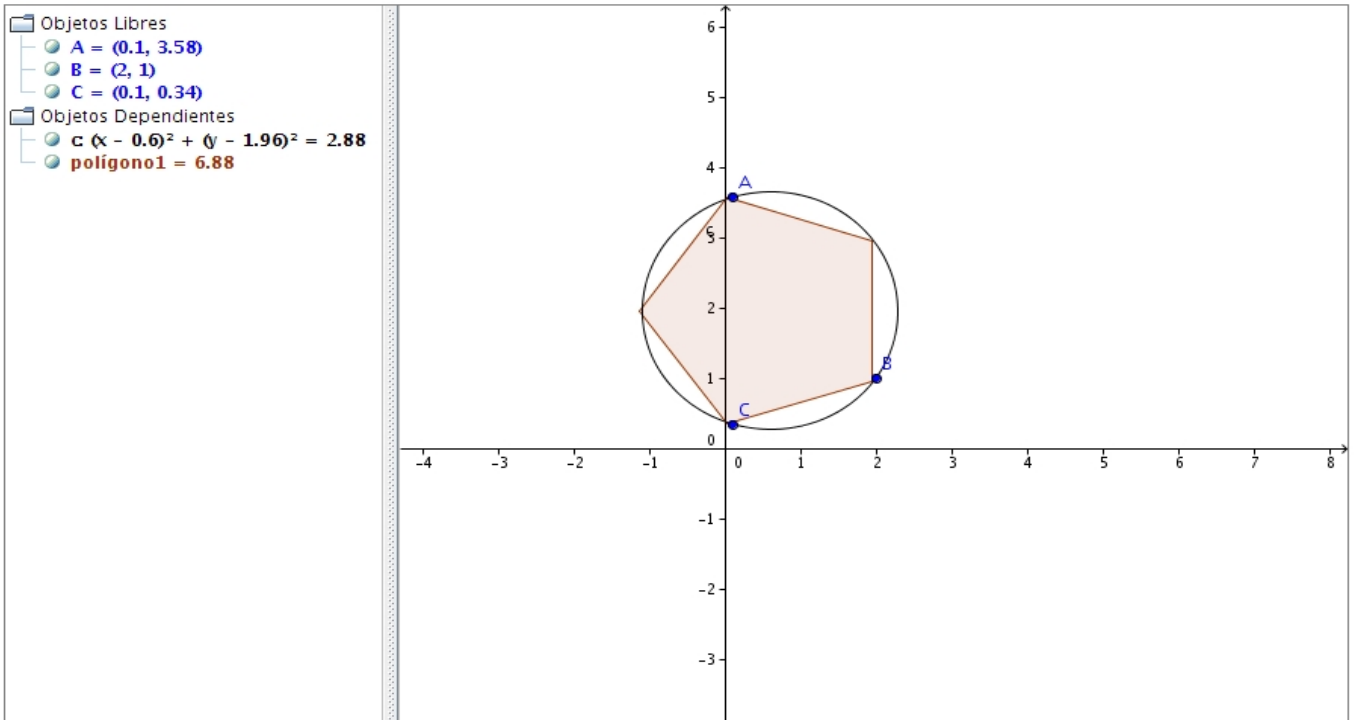 Objetos Libres
A = (0.1, 3.58)
B = (2, 1)
C = (0.1, 0.34)
Objetos Dependientes
c: (x - 0.6)² + (y - 1.96)² = 2.88
polígono1 = 6.88
6
5
4
A
c
3
2
B
1
C
0
-4 -3 -2 -1 0 1 2 3 4 5 6 7 8
-1
-2
-3